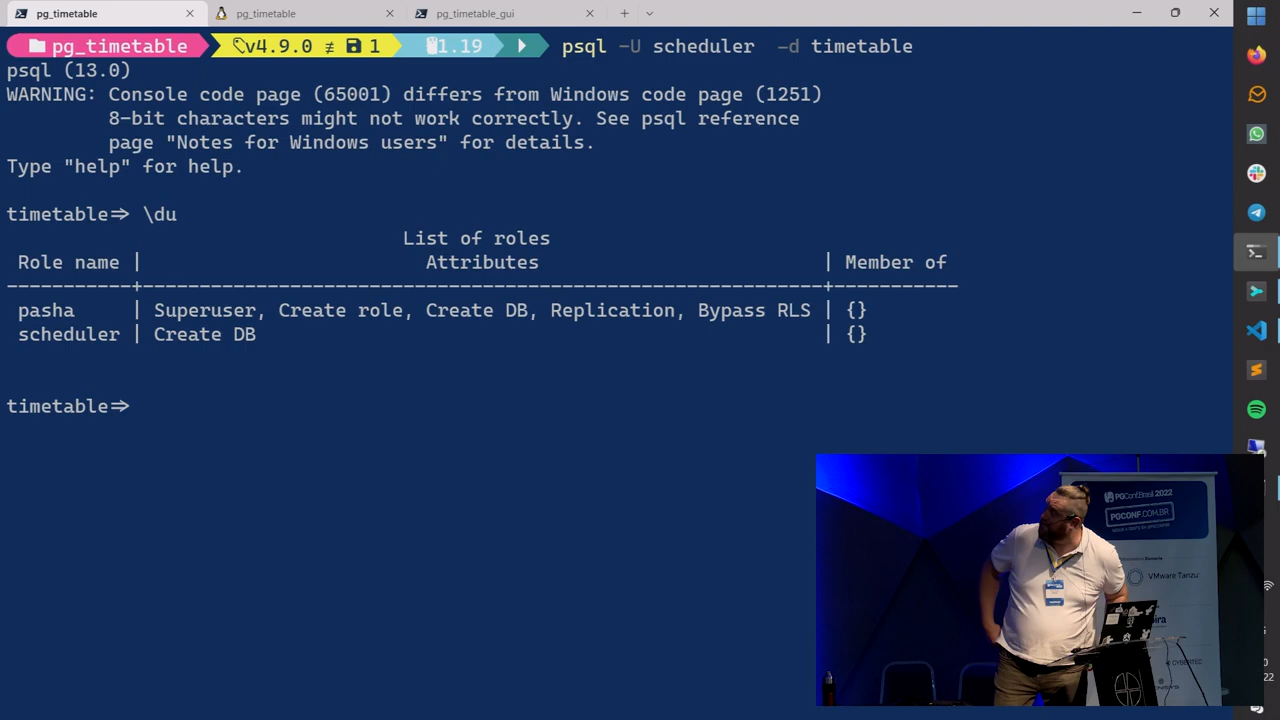 pg_timetable
pg_timetable
pg_timetable_gui
pg_timetable v4.9.0 ≢ 1 1.19 psql -U scheduler -d timetable
psql (13.0)
WARNING: Console code page (65001) differs from Windows code page (1251)
8-bit characters might not work correctly. See psql reference
page "Notes for Windows users" for details.
Type "help" for help.
timetable=> \du
List of roles
Role name | Attributes | Member of
-----------+------------------------------------------------------------+-----------
pasha | Superuser, Create role, Create DB, Replication, Bypass RLS | {}
scheduler | Create DB | {}
timetable=>
PGConf.Brasil 2022
PGCONF.COM.BR
VMware Tanzu
CYBERTEC